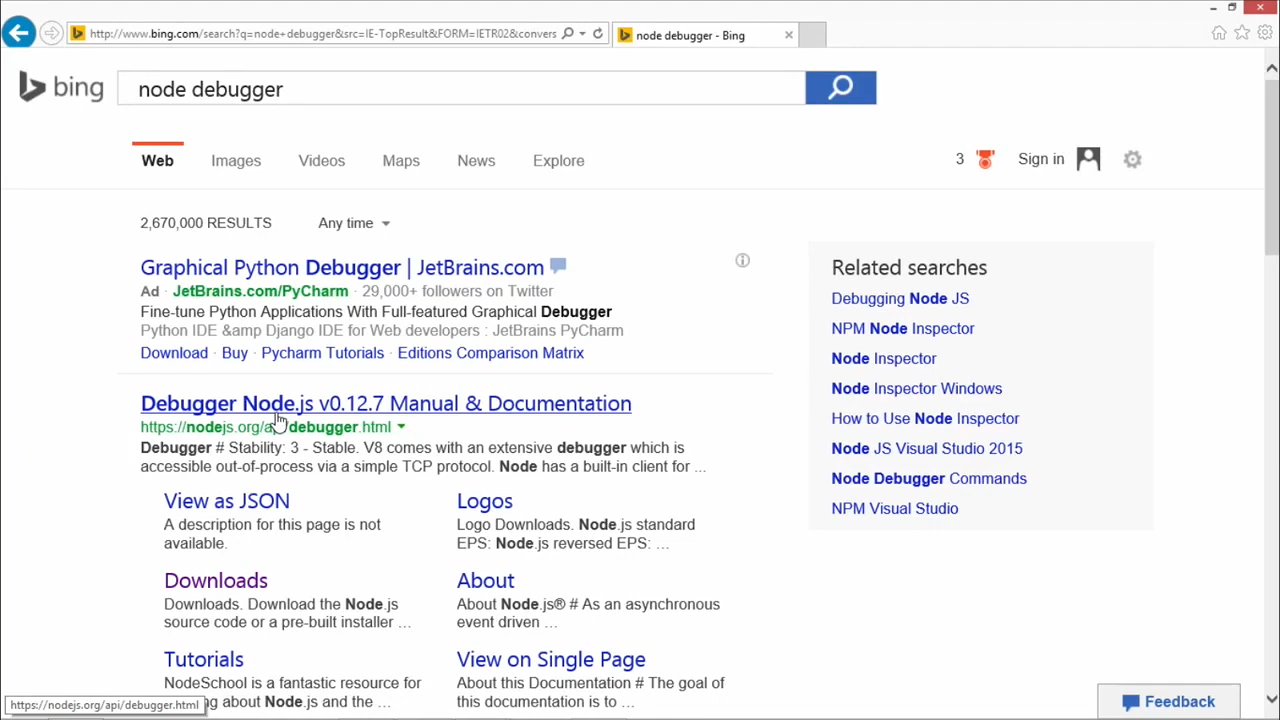 http://www.bing.com/search?q=node+debugger&src=IE-TopResult&FORM=IETR02&convers
node debugger - Bing
bing
node debugger
Web Images Videos Maps News Explore
3 Sign in
2,670,000 RESULTS Any time
Graphical Python Debugger | JetBrains.com
Ad · JetBrains.com/PyCharm · 29,000+ followers on Twitter
Fine-tune Python Applications With Full-featured Graphical Debugger
Python IDE &amp Django IDE for Web developers : JetBrains PyCharm
Download · Buy · Pycharm Tutorials · Editions Comparison Matrix
Debugger Node.js v0.12.7 Manual & Documentation
https://nodejs.org/a debugger.html
Debugger # Stability: 3 - Stable. V8 comes with an extensive debugger which is
accessible out-of-process via a simple TCP protocol. Node has a built-in client for ...
View as JSON
A description for this page is not
available.
Logos
Logo Downloads. Node.js standard
EPS: Node.js reversed EPS: ...
Downloads
Downloads. Download the Node.js
source code or a pre-built installer ...
About
About Node.js® # As an asynchronous
event driven ...
Tutorials
NodeSchool is a fantastic resource for
g about Node.js and the ...
View on Single Page
About this Documentation # The goal of
this documentation is to ...
Related searches
Debugging Node JS
NPM Node Inspector
Node Inspector
Node Inspector Windows
How to Use Node Inspector
Node JS Visual Studio 2015
Node Debugger Commands
NPM Visual Studio
https://nodejs.org/api/debugger.html
Feedback